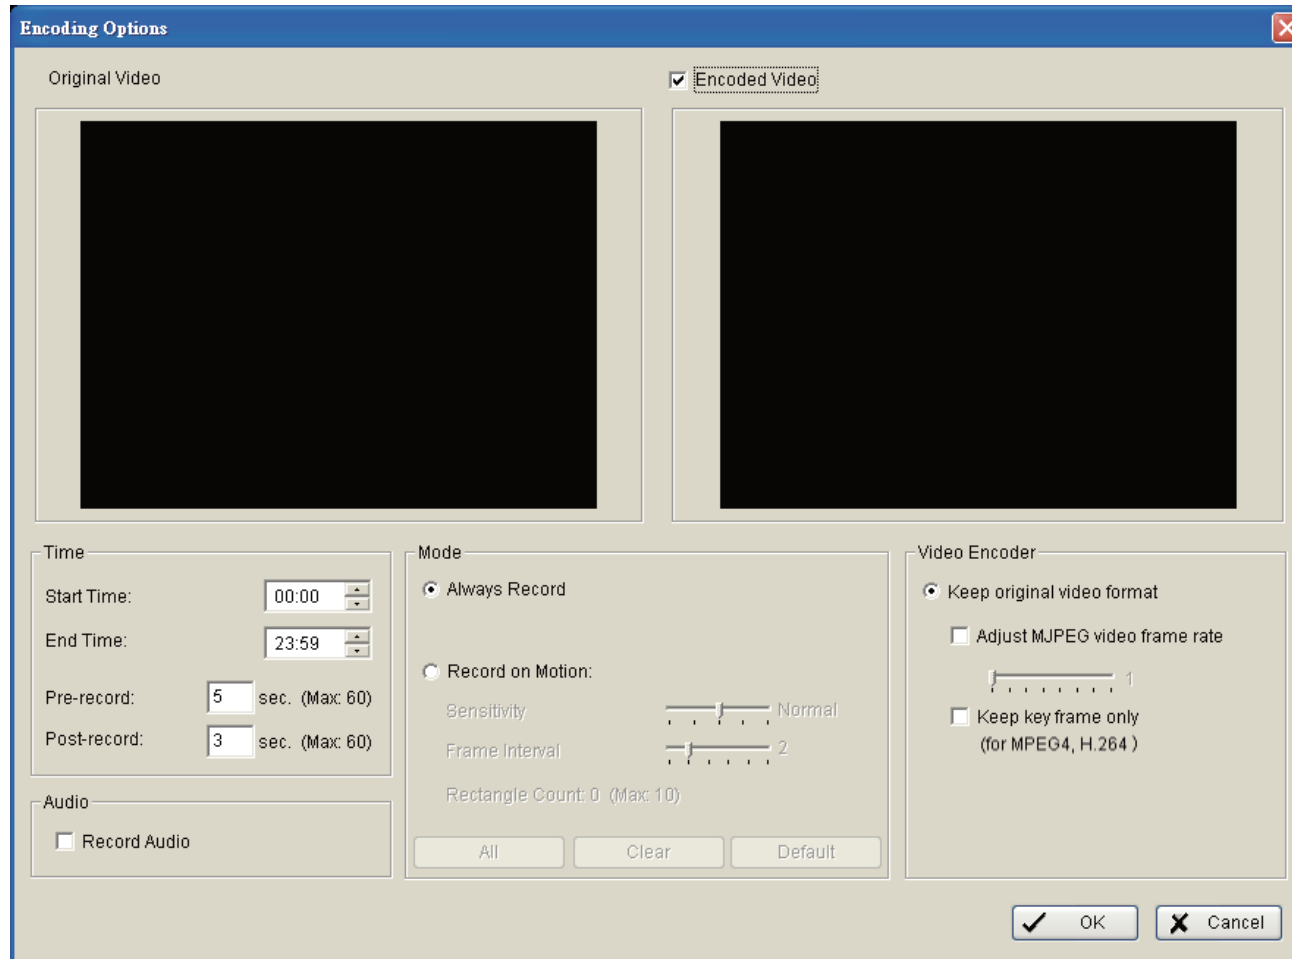 Encoding Options
Original Video
Encoded Video
Time
Start Time: 00:00
End Time: 23:59
Pre-record: 5 sec. (Max: 60)
Post-record: 3 sec. (Max: 60)
Audio
Record Audio
Mode
Always Record
Record on Motion:
Sensitivity Normal
Frame Interval 2
Rectangle Count: 0 (Max: 10)
All Clear Default
Video Encoder
Keep original video format
Adjust MJPEG video frame rate
1
Keep key frame only
(for MPEG4, H.264 )
OK Cancel